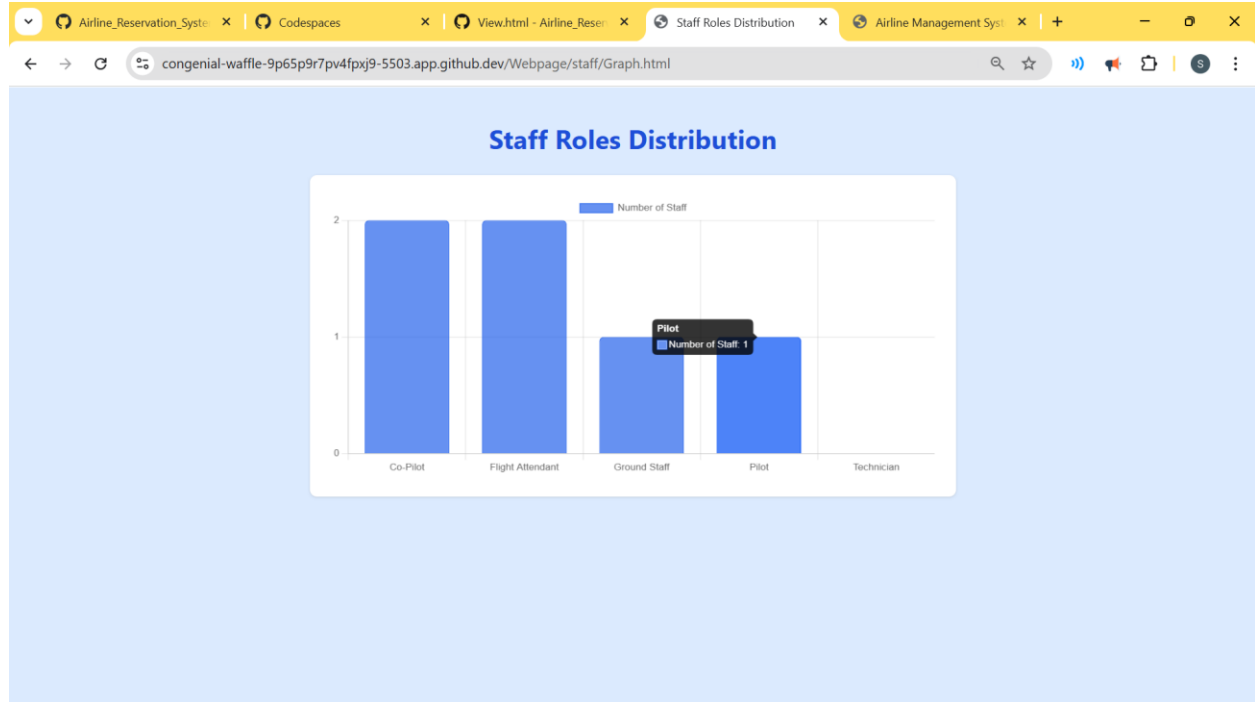 Airline_Reservation_Syste
Codespaces
View.html - Airline_Reser
Staff Roles Distribution
Airline Management Syst
congenial-waffle-9p65p9r7pv4fpxj9-5503.app.github.dev/Webpage/staff/Graph.html
S
Staff Roles Distribution
Number of Staff
2
1
0
Pilot
Number of Staff: 1
Co-Pilot
Flight Attendant
Ground Staff
Pilot
Technician